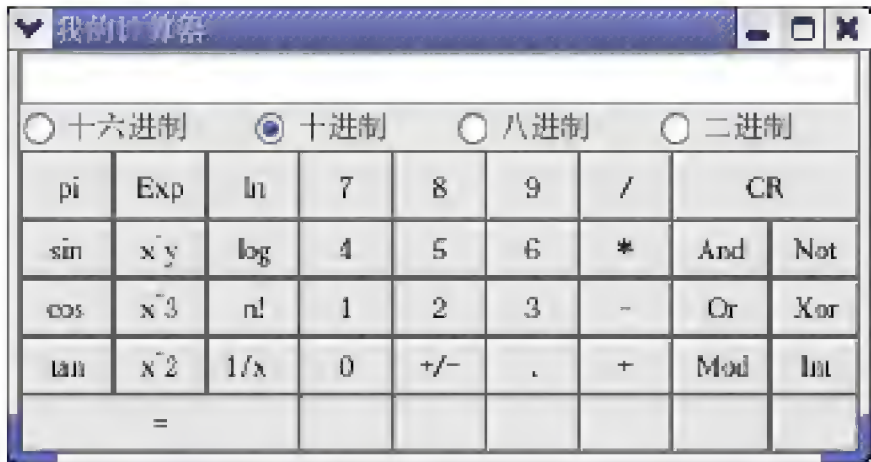 我的计算器
十六进制 十进制 八进制 二进制
pi Exp ln 7 8 9 / CR
sin x^y log 4 5 6 * And Not
cos x^3 n! 1 2 3 - Or Xor
tan x^2 1/x 0 +/- . + Mod Int
=